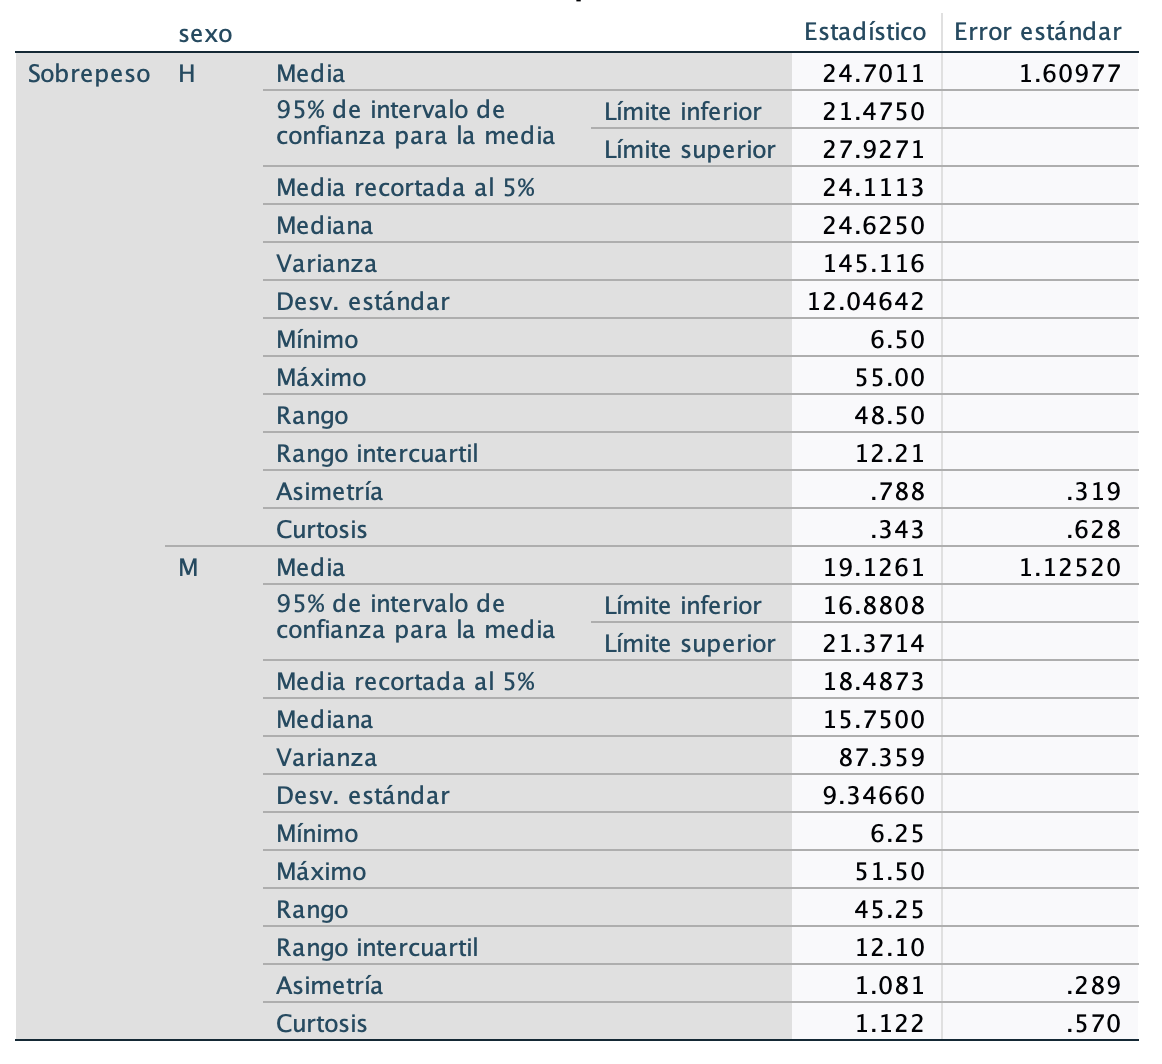 sexo Estadístico Error estándar
Sobrepeso H Media 24.7011 1.60977
95% de intervalo de confianza para la media Límite inferior 21.4750
Límite superior 27.9271
Media recortada al 5% 24.1113
Mediana 24.6250
Varianza 145.116
Desv. estándar 12.04642
Mínimo 6.50
Máximo 55.00
Rango 48.50
Rango intercuartil 12.21
Asimetría .788 .319
Curtosis .343 .628
M Media 19.1261 1.12520
95% de intervalo de confianza para la media Límite inferior 16.8808
Límite superior 21.3714
Media recortada al 5% 18.4873
Mediana 15.7500
Varianza 87.359
Desv. estándar 9.34660
Mínimo 6.25
Máximo 51.50
Rango 45.25
Rango intercuartil 12.10
Asimetría 1.081 .289
Curtosis 1.122 .570